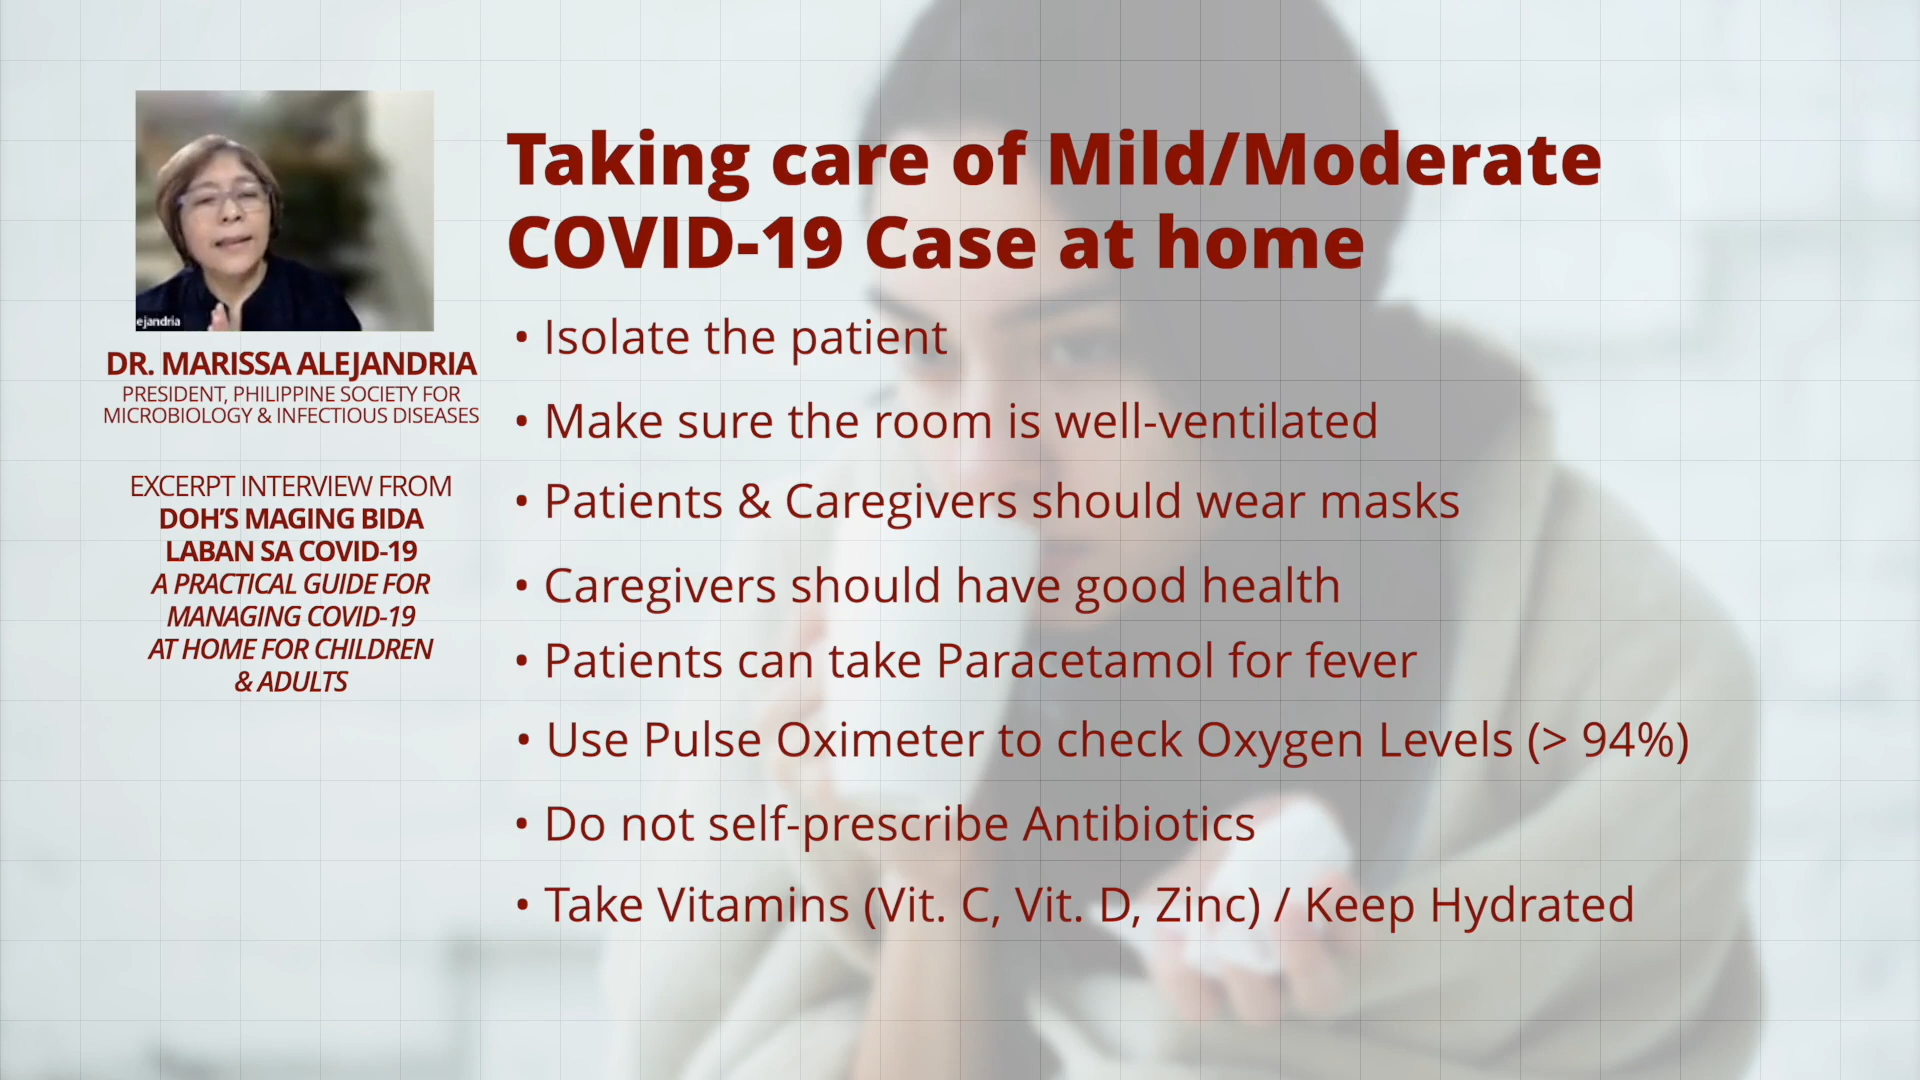 ejandria
DR. MARISSA ALEJANDRIA
PRESIDENT, PHILIPPINE SOCIETY FOR
MICROBIOLOGY & INFECTIOUS DISEASES
EXCERPT INTERVIEW FROM
DOH'S MAGING BIDA
LABAN SA COVID-19
A PRACTICAL GUIDE FOR
MANAGING COVID-19
AT HOME FOR CHILDREN
& ADULTS
Taking care of Mild/Moderate
COVID-19 Case at home
• Isolate the patient
• Make sure the room is well-ventilated
• Patients & Caregivers should wear masks
• Caregivers should have good health
• Patients can take Paracetamol for fever
• Use Pulse Oximeter to check Oxygen Levels (> 94%)
• Do not self-prescribe Antibiotics
• Take Vitamins (Vit. C, Vit. D, Zinc) / Keep Hydrated